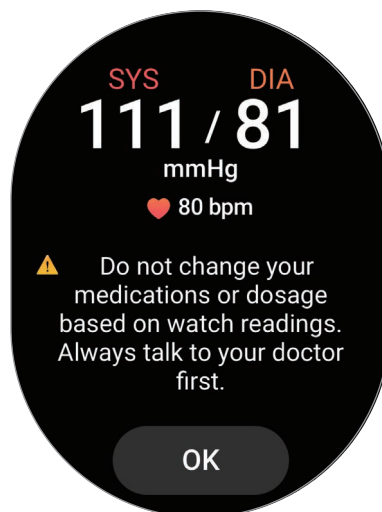 SYS DIA
111 / 81
mmHg
80 bpm
Do not change your
medications or dosage
based on watch readings.
Always talk to your doctor
first.
OK